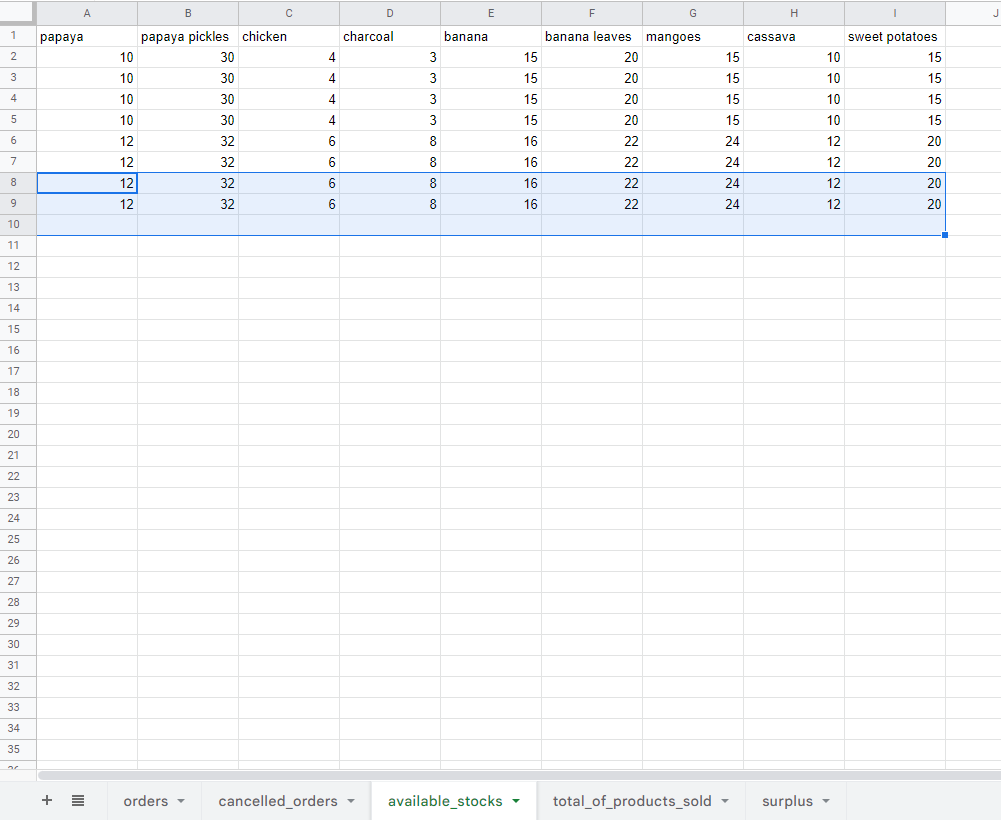 A B C D E F G H I J
1 papaya papaya pickles chicken charcoal banana banana leaves mangoes cassava sweet potatoes
2 10 30 4 3 15 20 15 10 15
3 10 30 4 3 15 20 15 10 15
4 10 30 4 3 15 20 15 10 15
5 10 30 4 3 15 20 15 10 15
6 12 32 6 8 16 22 24 12 20
7 12 32 6 8 16 22 24 12 20
8 12 32 6 8 16 22 24 12 20
9 12 32 6 8 16 22 24 12 20
10
11
12
13
14
15
16
17
18
19
20
21
22
23
24
25
26
27
28
29
30
31
32
33
34
35
+ orders cancelled_orders available_stocks total_of_products_sold surplus